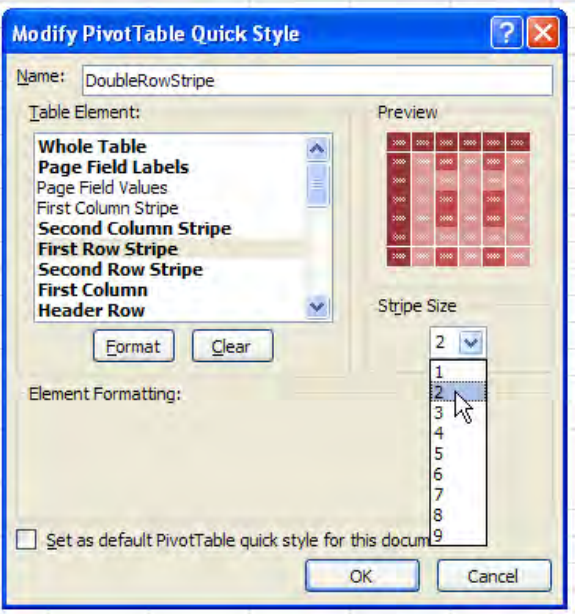 Modify PivotTable Quick Style
Name: DoubleRowStripe
Table Element:
Whole Table
Page Field Labels
Page Field Values
First Column Stripe
Second Column Stripe
First Row Stripe
Second Row Stripe
First Column
Header Row
Format Clear
Preview
Stripe Size
2
1
2
3
4
5
6
7
8
9
Element Formatting:
Set as default PivotTable quick style for this docum
OK Cancel